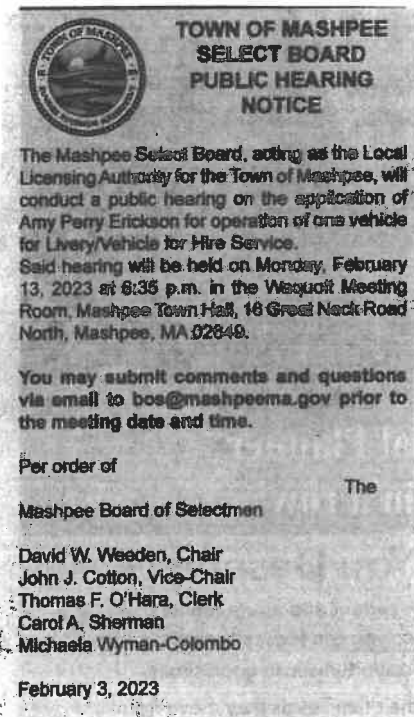 TOWN OF MASHPEE
TOWN OF MASHPEE
SELECT BOARD
PUBLIC HEARING
NOTICE
The Mashpee Select Board, acting as the Local
Licensing Authority for the Town of Mashpee, will
conduct a public hearing on the application of
Amy Perry Erickson for operation of one vehicle
for Livery/Vehicle for Hire Service.
Said hearing will be held on Monday, February
13, 2023 at 6:35 p.m. in the Waquoit Meeting
Room, Mashpee Town Hall, 16 Great Neck Road
North, Mashpee, MA 02649.
You may submit comments and questions
via email to bos@mashpeema.gov prior to
the meeting date and time.
Per order of
The
Mashpee Board of Selectmen
David W. Weeden, Chair
John J. Cotton, Vice-Chair
Thomas F. O'Hara, Clerk
Carol A. Sherman
Michaela Wyman-Colombo
February 3, 2023